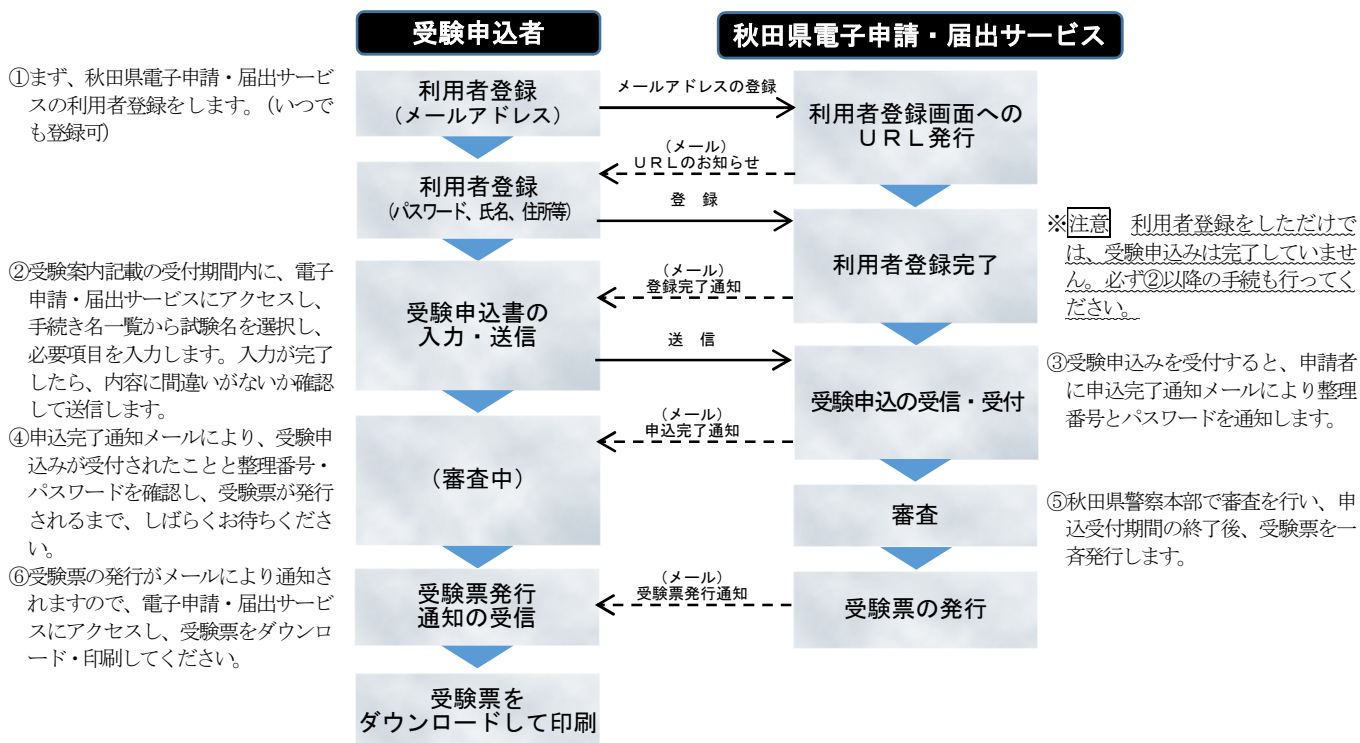 受験申込者
秋田県電子申請・届出サービス
①まず、秋田県電子申請・届出サービ
スの利用者登録をします。(いつで
も登録可)
利用者登録
(メールアドレス)
メールアドレスの登録
利用者登録画面への
URL発行
(メール)
URLのお知らせ
利用者登録
(パスワード、氏名、住所等)
登 録
利用者登録完了
※注意 利用者登録をしただけで
は、受験申込みは完了していませ
ん。必ず②以降の手続も行ってく
ださい。
(メール)
登録完了通知
②受験案内記載の受付期間内に、電子
申請・届出サービスにアクセスし、
手続き名一覧から試験名を選択し、
必要項目を入力します。入力が完了
したら、内容に間違いがないか確認
して送信します。
受験申込書の
入力・送信
送 信
受験申込の受信・受付
③受験申込みを受付すると、申請者
に申込完了通知メールにより整理
番号とパスワードを通知します。
(メール)
申込完了通知
④申込完了通知メールにより、受験申
込みが受付されたことと整理番号・
パスワードを確認し、受験票が発行
されるまで、しばらくお待ちくださ
い。
(審査中)
審査
⑤秋田県警察本部で審査を行い、申
込受付期間の終了後、受験票を一
斉発行します。
⑥受験票の発行がメールにより通知さ
れますので、電子申請・届出サービ
スにアクセスし、受験票をダウンロ
ード・印刷してください。
受験票発行
通知の受信
(メール)
受験票発行通知
受験票の発行
受験票を
ダウンロードして印刷